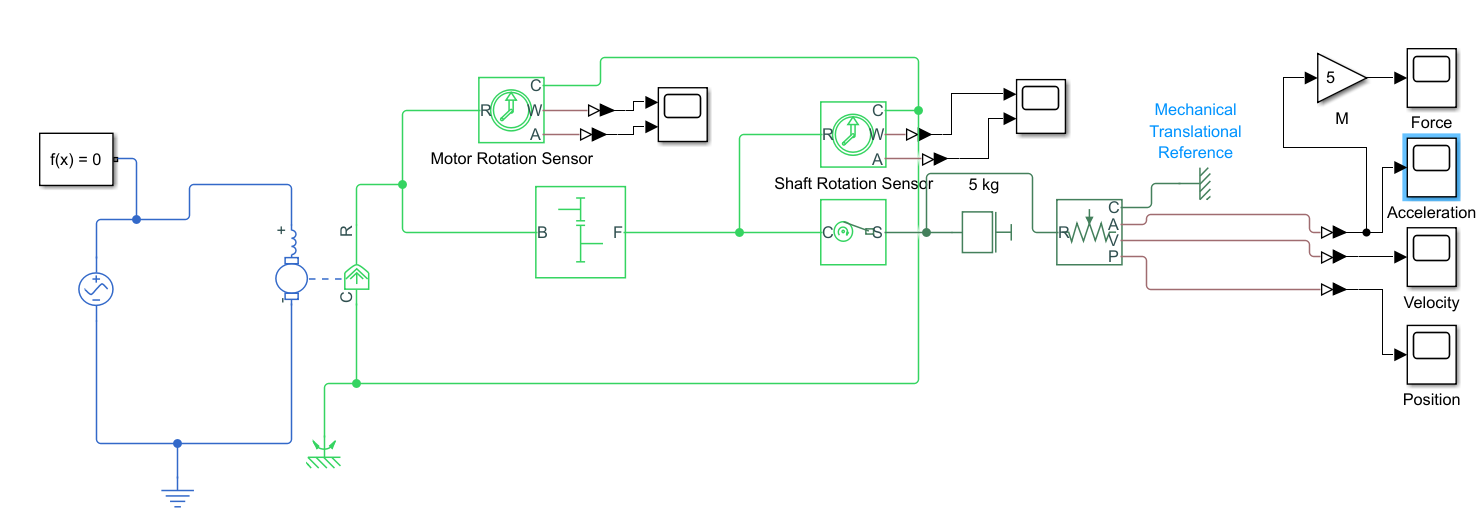 f(x) = 0
+
-
R
C
R
C
W
A
Motor Rotation Sensor
B
F
R
C
W
A
Shaft Rotation Sensor
C
S
5 kg
R
C
A
V
P
Mechanical
Translational
Reference
5
M
Force
Acceleration
Velocity
Position